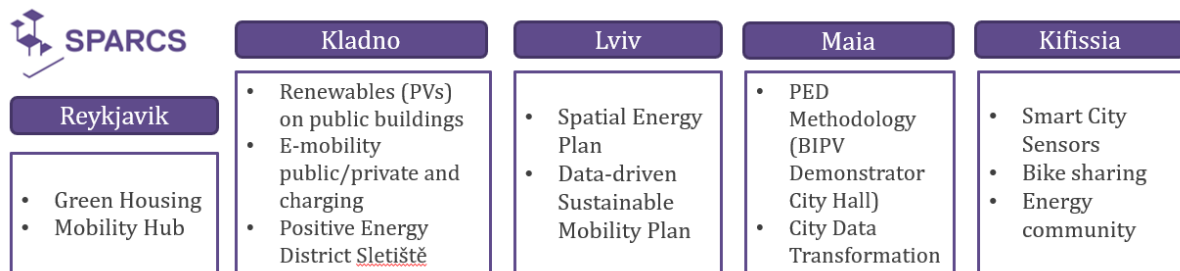 SPARCS
Reykjavik
• Green Housing
• Mobility Hub
Kladno
• Renewables (PVs)
on public buildings
• E-mobility
public/private and
charging
• Positive Energy
District Sletiště
Lviv
• Spatial Energy
Plan
• Data-driven
Sustainable
Mobility Plan
Maia
• PED
Methodology
(BIPV
Demonstrator
City Hall)
• City Data
Transformation
Kifissia
• Smart City
Sensors
• Bike sharing
• Energy
community